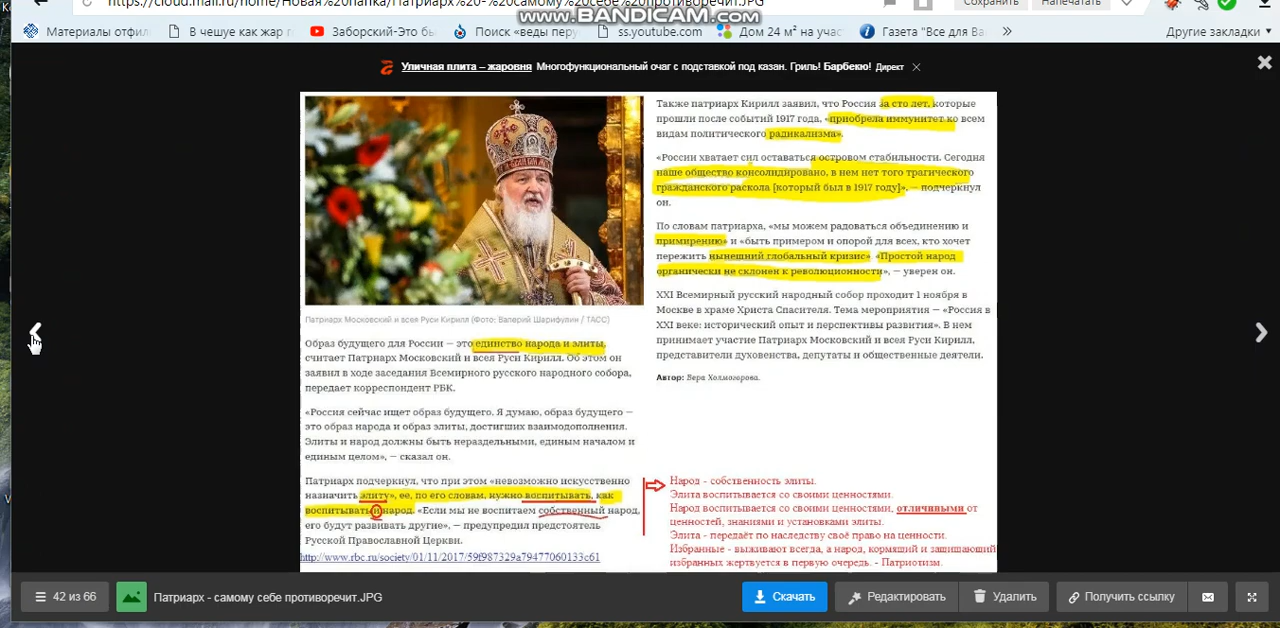 https://cloud.mail.ru/home/Новая%20папка/Патриарх%20-%20самому%20себе%20противоречит.JPG
Сохранить
Напечатать
www.BANDICAM.com
Материалы отфил
В чешуе как жар г
Заборский-Это бы
Поиск «веды перу
ss.youtube.com
Дом 24 м² на учас
Газета "Все для Ва
»
Другие закладки
Уличная плита – жаровня Многофункциональный очаг с подставкой под казан. Гриль! Барбекю! Директ
Патриарх Московский и всея Руси Кирилл (Фото: Валерий Шарифулин / ТАСС)
Образ будущего для России — это единство народа и элиты,
считает Патриарх Московский и всея Руси Кирилл. Об этом он
заявил в ходе заседания Всемирного русского народного собора,
передает корреспондент РБК.
«Россия сейчас ищет образ будущего. Я думаю, образ будущего —
это образ народа и образ элиты, достигших взаимодополнения.
Элиты и народ должны быть нераздельными, единым началом и
единым целом», — сказал он.
Патриарх подчеркнул, что при этом «невозможно искусственно
назначить элиту», ее, по его словам, нужно воспитывать, как
воспитывать и народ. «Если мы не воспитаем собственный народ,
его будут развивать другие», — предупредил предстоятель
Русской Православной Церкви.
http://www.rbc.ru/society/01/11/2017/59f987329a79477060133c61
Также патриарх Кирилл заявил, что Россия за сто лет, которые
прошли после событий 1917 года, «приобрела иммунитет ко всем
видам политического радикализма».
«России хватает сил оставаться островом стабильности. Сегодня
наше общество консолидировано, в нем нет того трагического
гражданского раскола [который был в 1917 году]», — подчеркнул
он.
По словам патриарха, «мы можем радоваться объединению и
примирению» и «быть примером и опорой для всех, кто хочет
пережить нынешний глобальный кризис» «Простой народ
органически не склонен к революционности», — уверен он.
XXI Всемирный русский народный собор проходит 1 ноября в
Москве в храме Христа Спасителя. Тема мероприятия — «Россия в
XXI веке: исторический опыт и перспективы развития». В нем
принимает участие Патриарх Московский и всея Руси Кирилл,
представители духовенства, депутаты и общественные деятели.
Автор: Вера Холмогорова.
Народ - собственность элиты.
Элита воспитывается со своими ценностями.
Народ воспитывается со своими ценностями, отличными от
ценностей, знаниями и установками элиты.
Элита - передаёт по наследству своё право на ценности.
Избранные - выживают всегда, а народ, кормящий и защищающий
избранных жертвуется в первую очередь. - Патриотизм.
42 из 66
Патриарх - самому себе противоречит.JPG
Скачать
Редактировать
Удалить
Получить ссылку